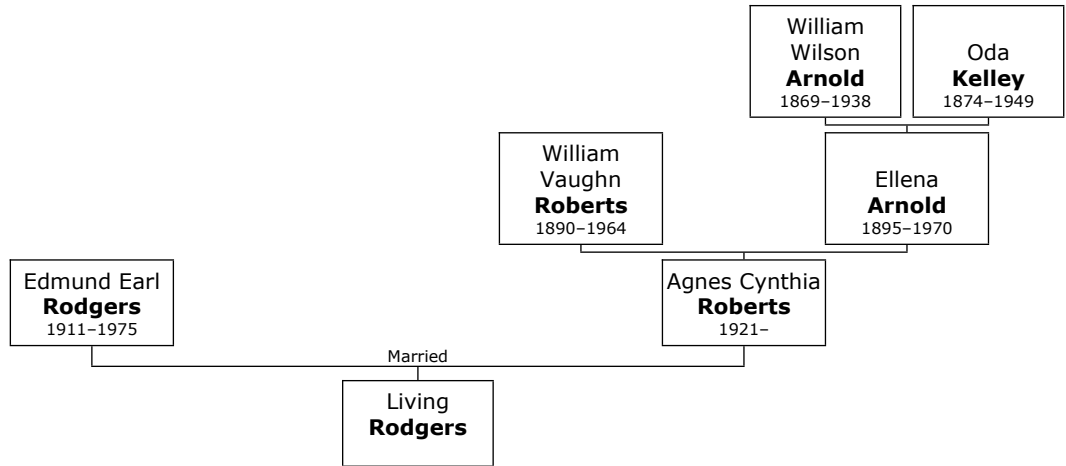 William
Wilson
Arnold
1869–1938
Oda
Kelley
1874–1949
William
Vaughn
Roberts
1890–1964
Ellena
Arnold
1895–1970
Edmund Earl
Rodgers
1911–1975
Agnes Cynthia
Roberts
1921–
Married
Living
Rodgers